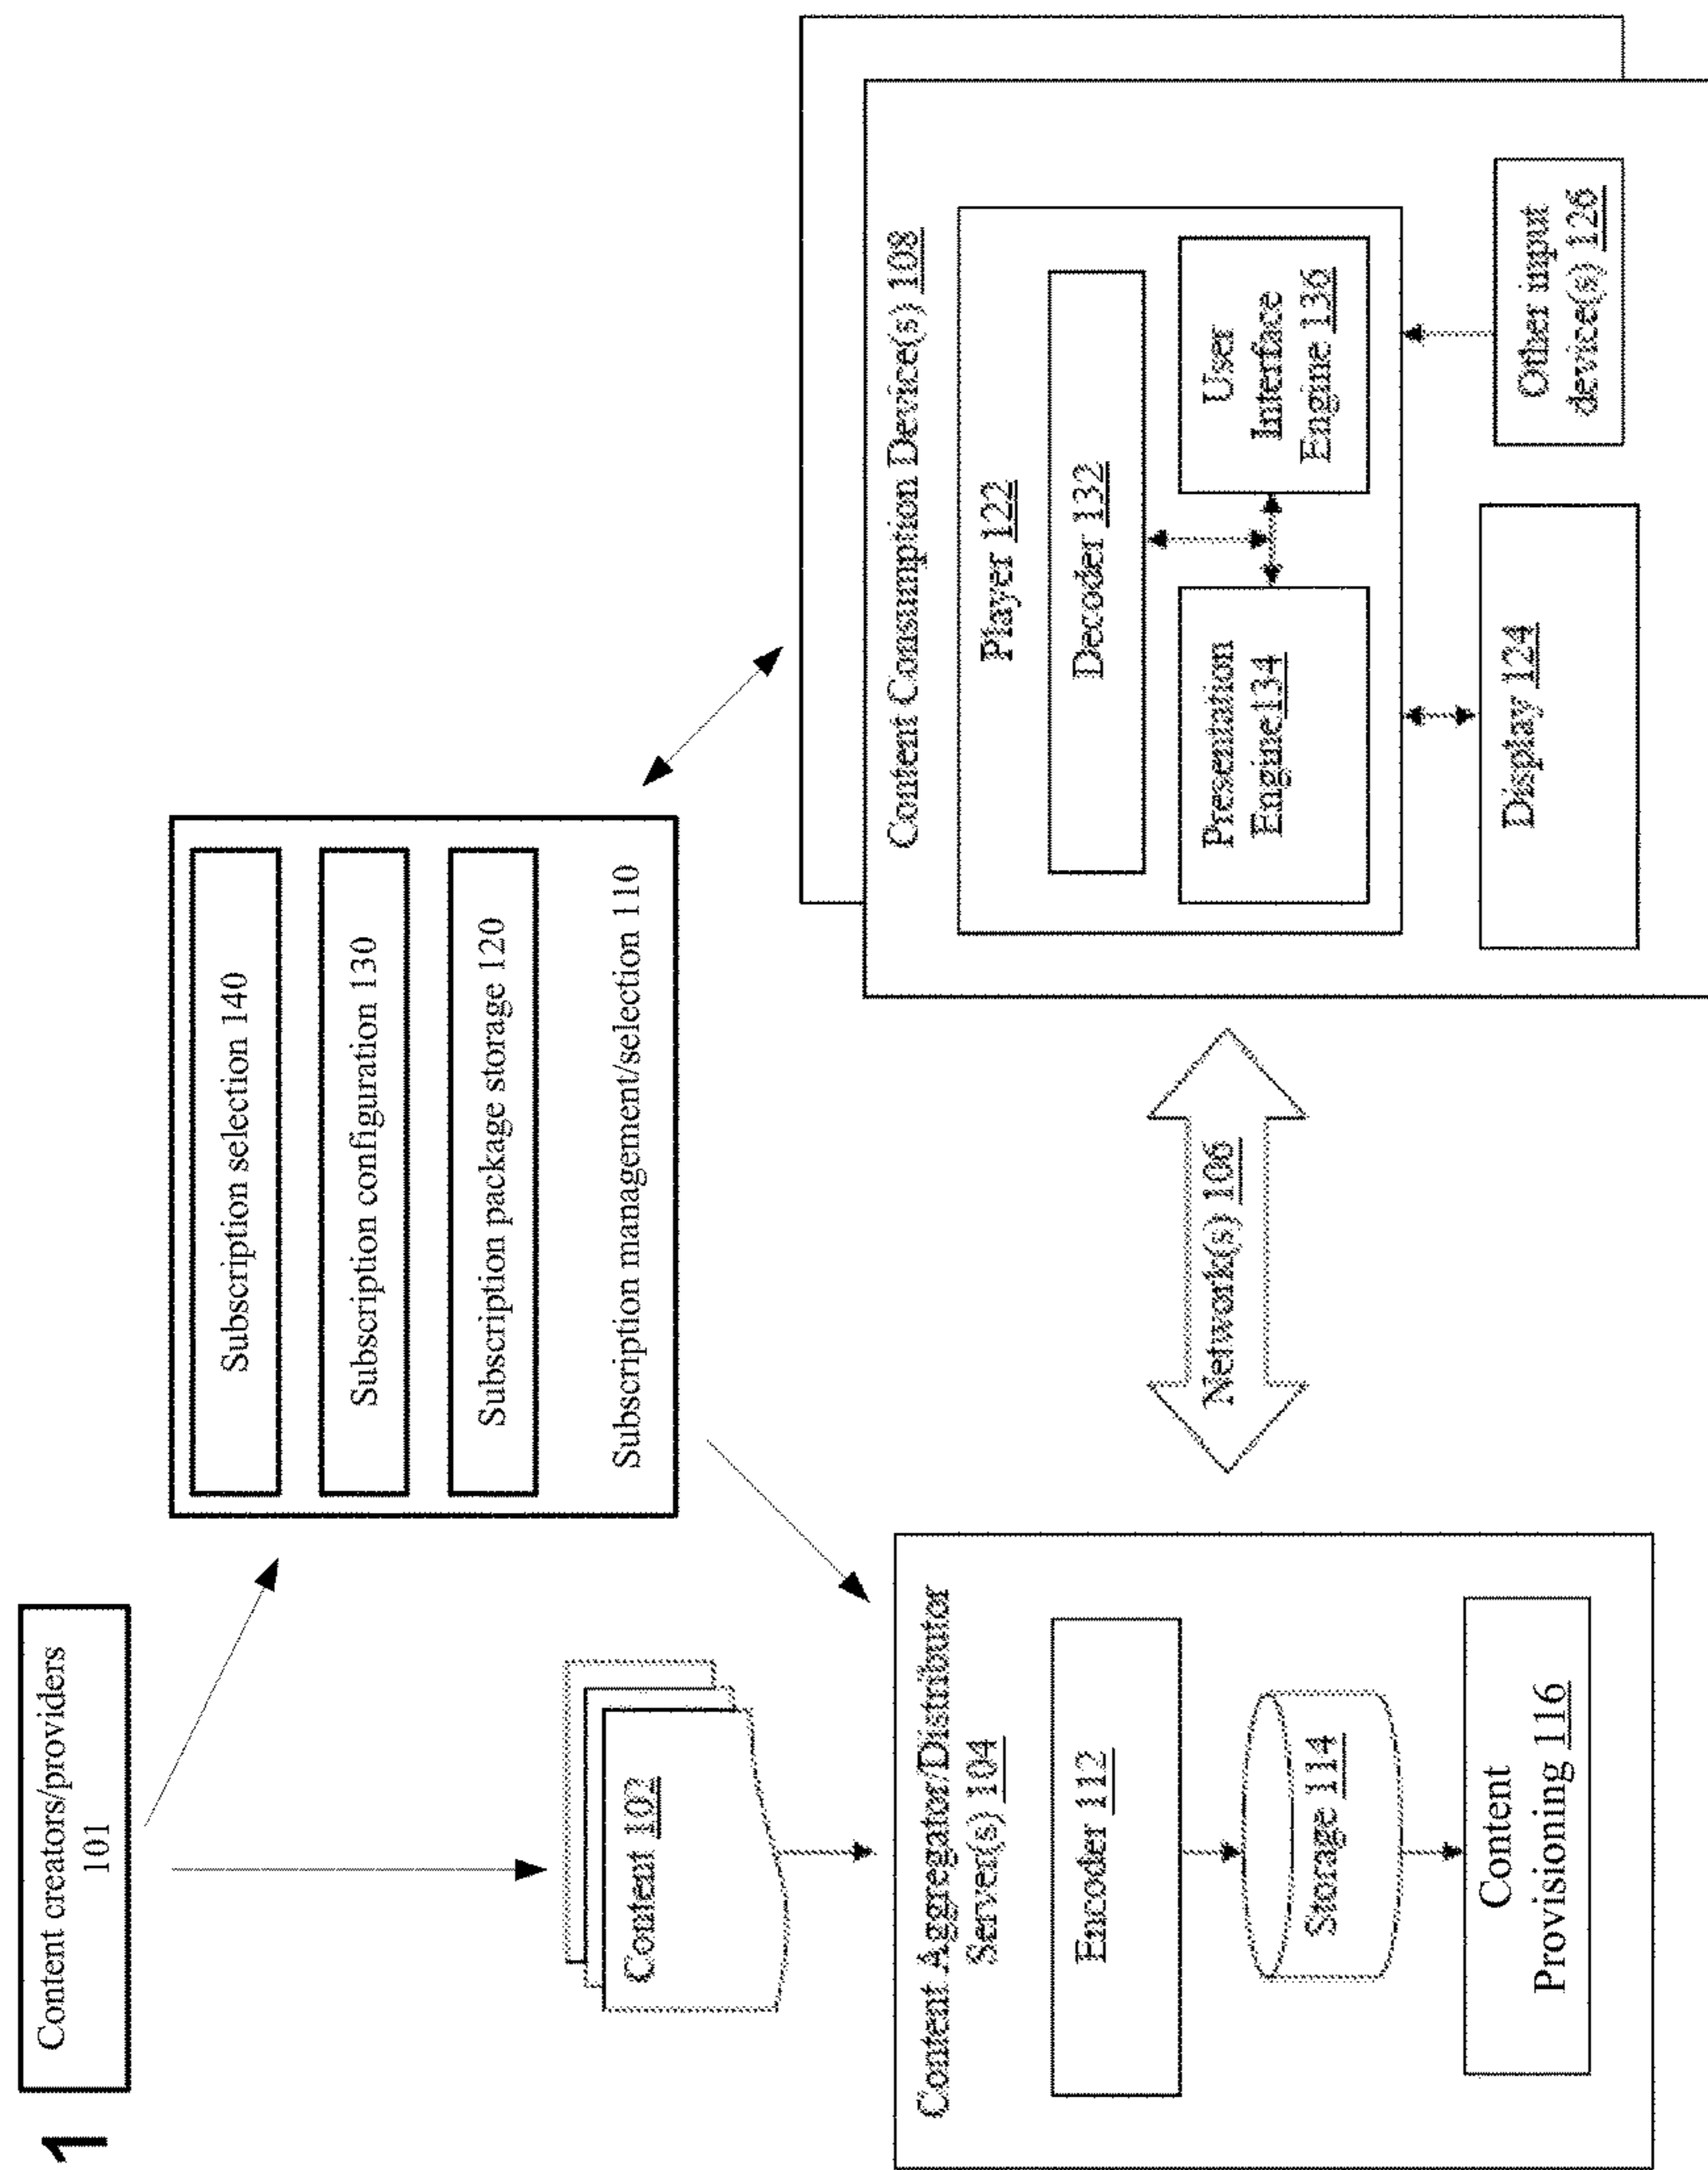 1
Content creators/providers
101
Subscription selection 140
Subscription configuration 130
Subscription package storage 120
Subscription management/selection 110
Content 102
Content Aggregator/Distributor
Server(s) 104
Encoder 112
Storage 114
Content
Provisioning 116
Network(s) 106
Content Consumption Device(s) 108
Player 122
Decoder 132
Presentation
Engine134
User
Interface
Engine 136
Display 124
Other input
device(s) 126